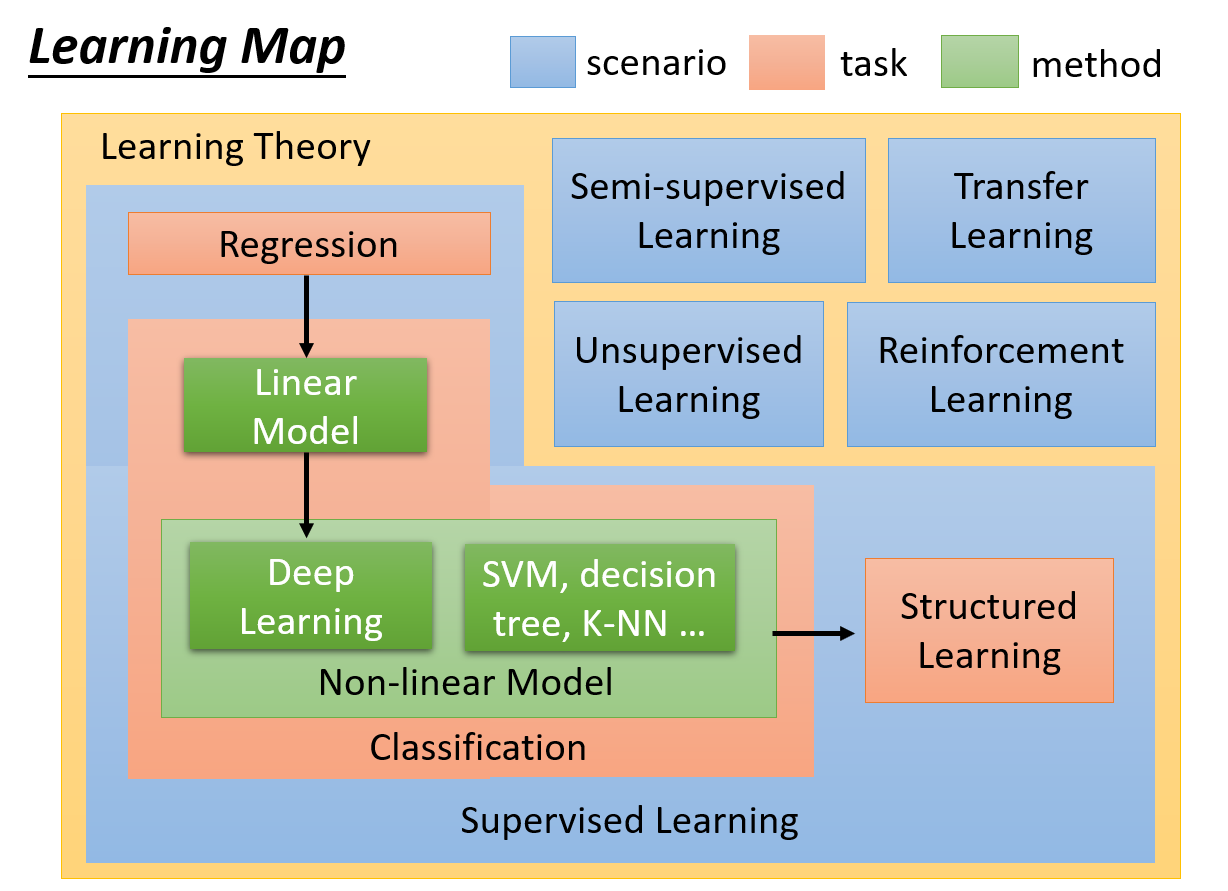 Learning Map
scenario
task
method
Learning Theory
Semi-supervised
Learning
Transfer
Learning
Regression
Unsupervised
Learning
Reinforcement
Learning
Linear
Model
Deep
Learning
SVM, decision
tree, K-NN …
Non-linear Model
Classification
Structured
Learning
Supervised Learning